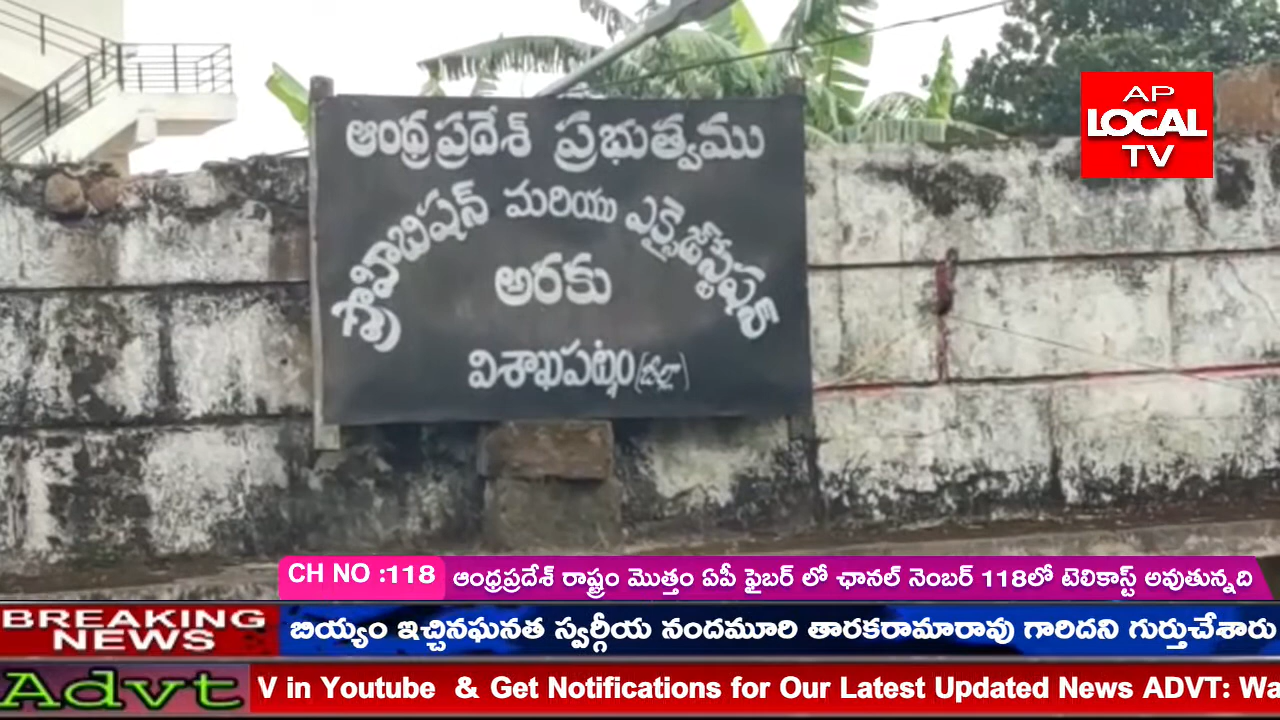 ఆంధ్రప్రదేశ్ ప్రభుత్వము
ప్రొహిబిషన్ మరియు ఎక్సైజ్ స్టేషన్
అరకు
విశాఖపట్నం (జిల్లా)
AP
LOCAL
TV
CH NO :118 ఆంధ్రప్రదేశ్ రాష్ట్రం మొత్తం ఏపీ ఫైబర్ లో ఛానల్ నెంబర్ 118లో టెలికాస్ట్ అవుతున్నది
BREAKING
NEWS
బియ్యం ఇచ్చినఘనత స్వర్గీయ నందమూరి తారకరామారావు గారిదని గుర్తుచేశారు
Advt
V in Youtube & Get Notifications for Our Latest Updated News ADVT: Wa